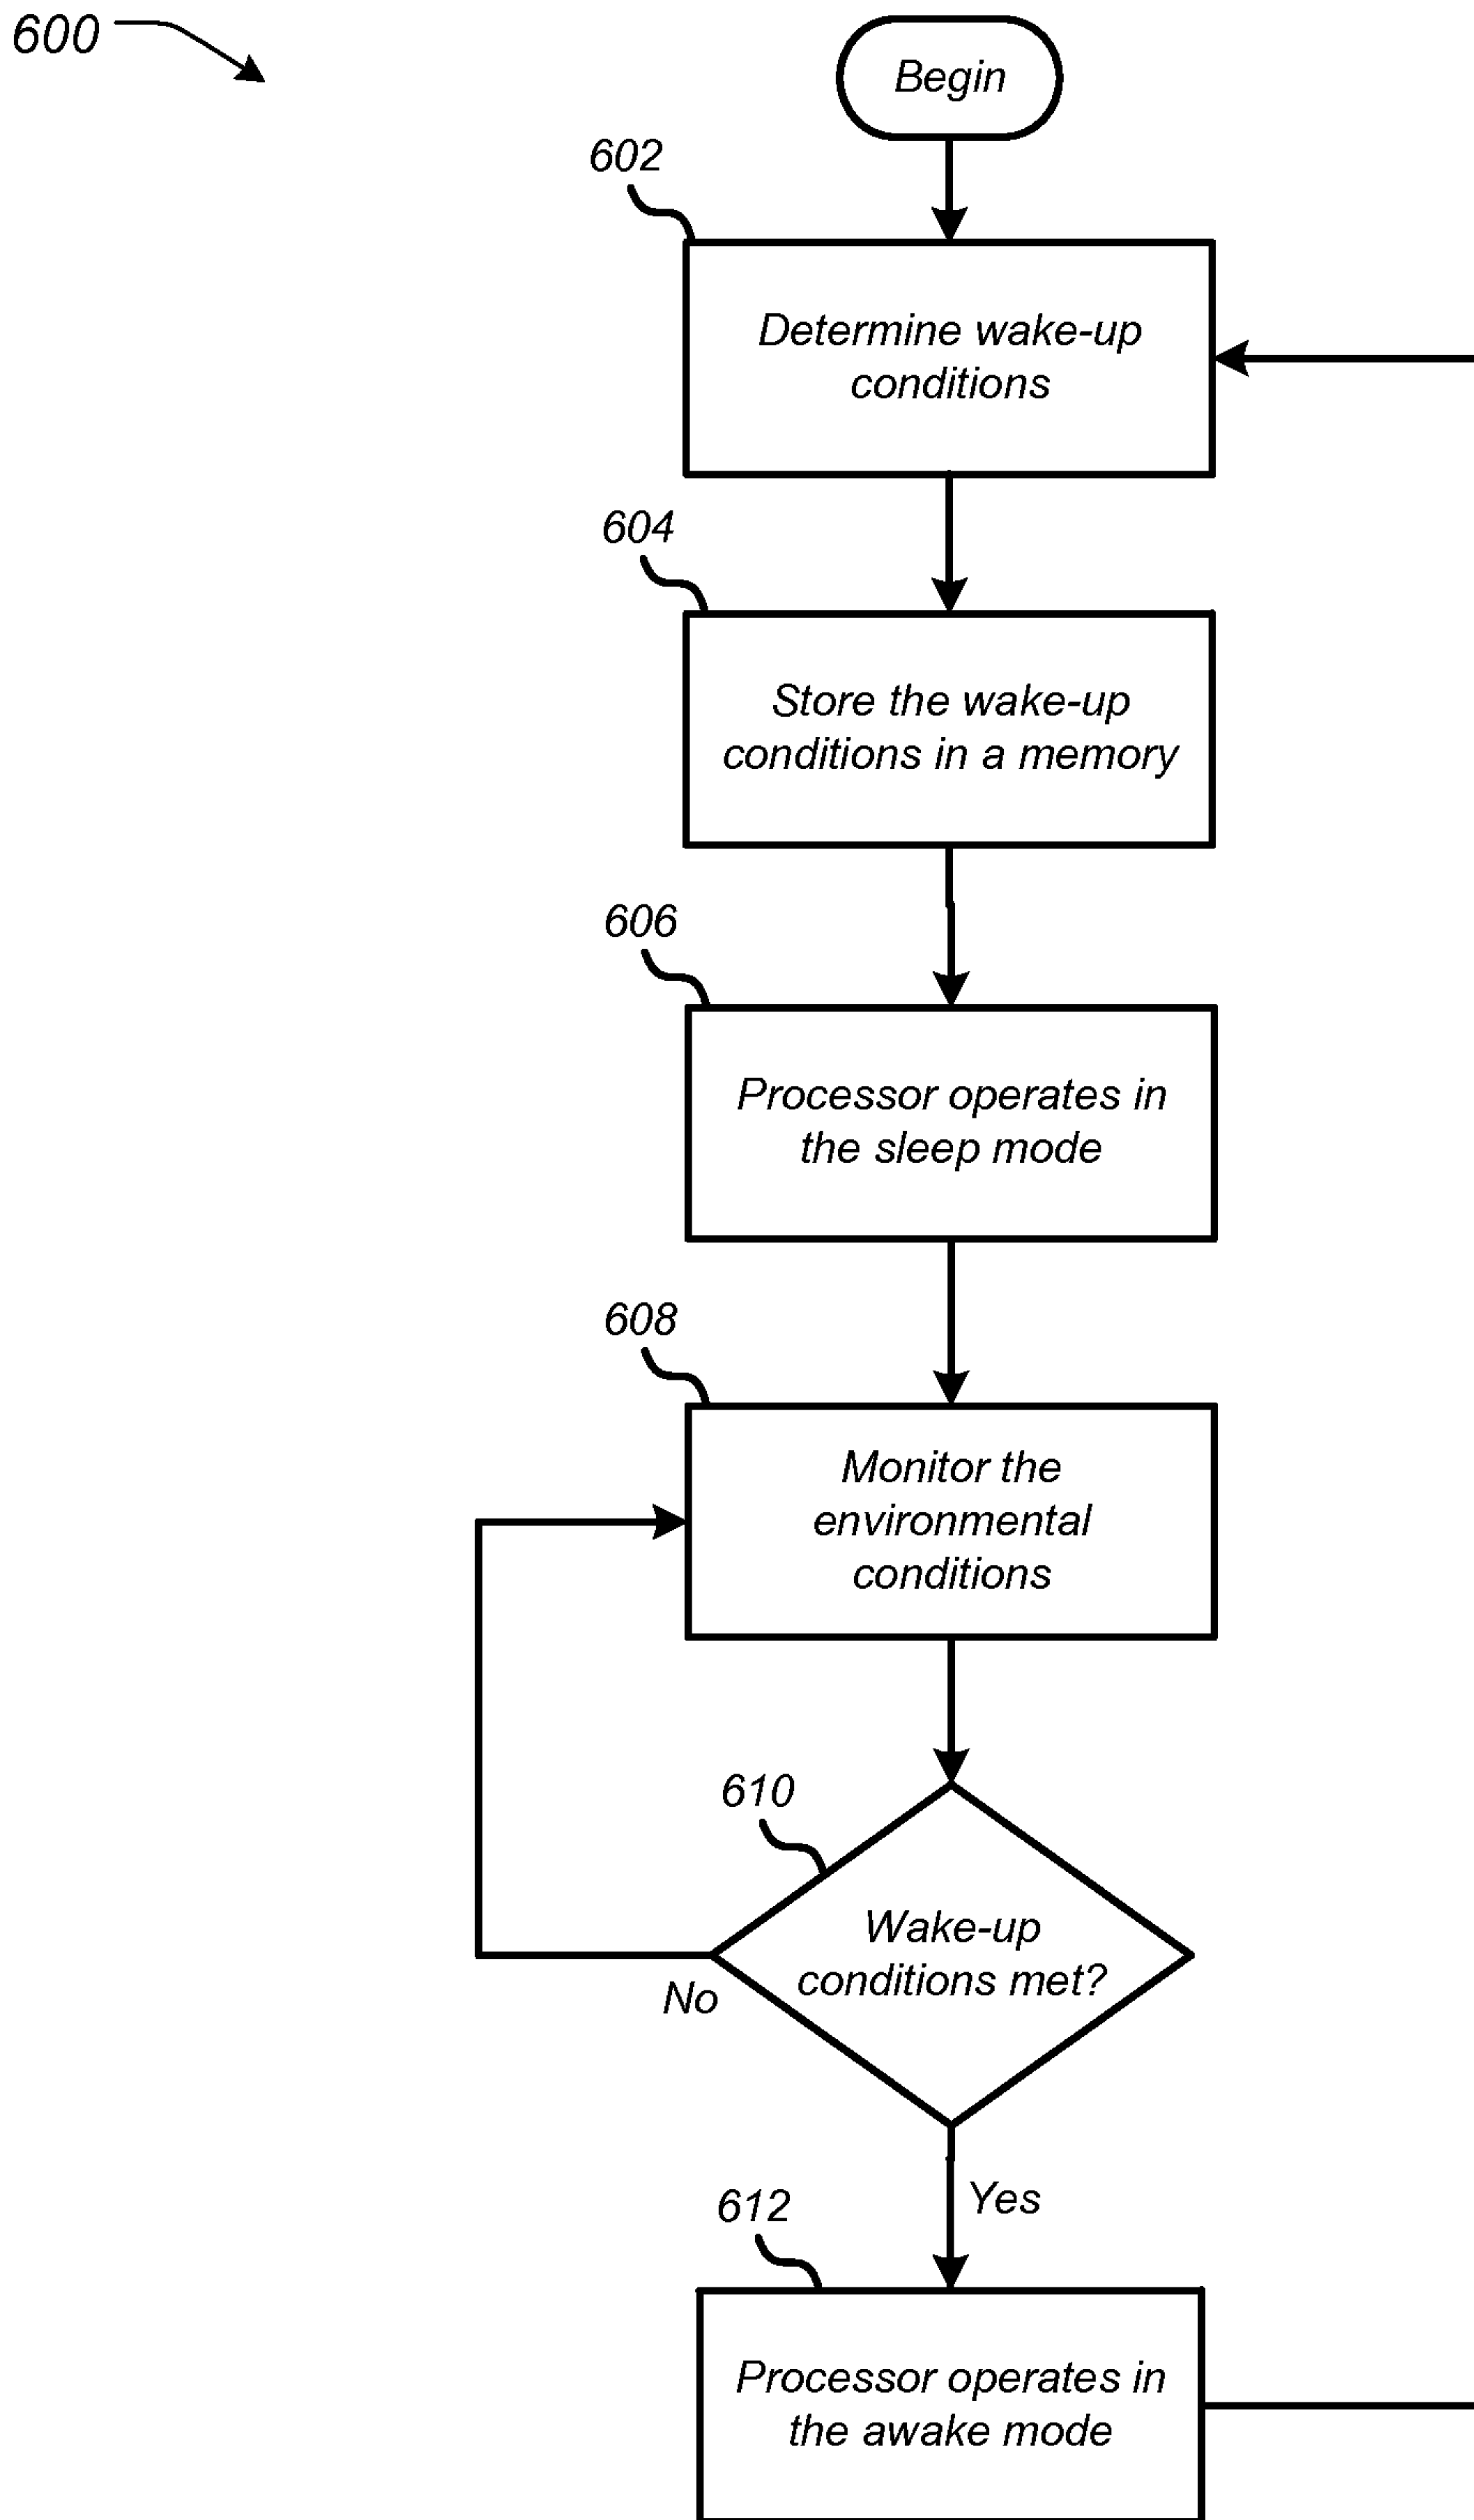 600
Begin
602
Determine wake-up
conditions
604
Store the wake-up
conditions in a memory
606
Processor operates in
the sleep mode
608
Monitor the
environmental
conditions
610
Wake-up
conditions met?
No
Yes
612
Processor operates in
the awake mode